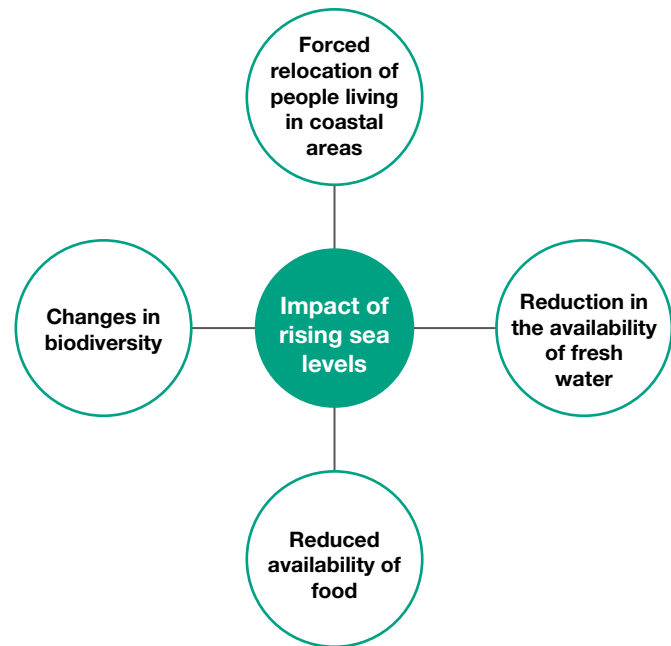 Forced
relocation of
people living
in coastal
areas
Changes in
biodiversity
Impact of
rising sea
levels
Reduction in
the availability
of fresh
water
Reduced
availability of
food